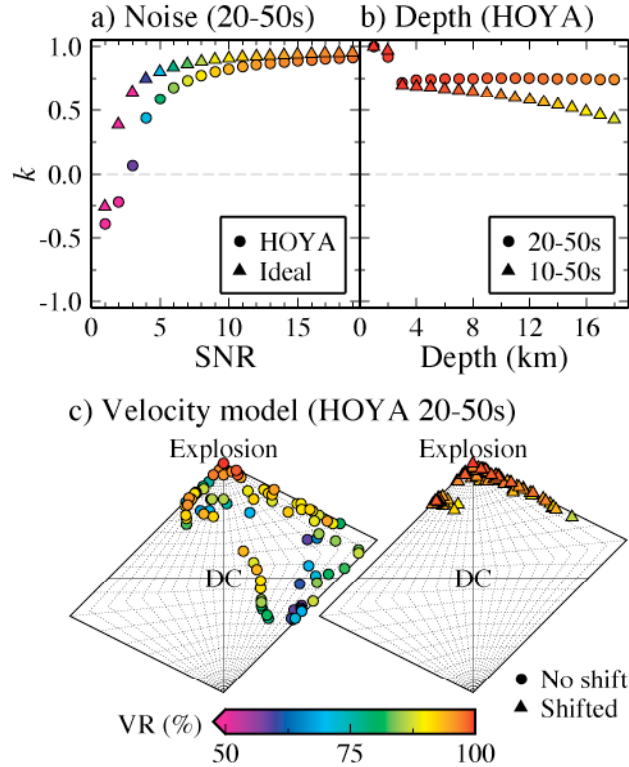 a) Noise (20-50s)
b) Depth (HOYA)
1.0
0.5
0.0
-0.5
-1.0
k
HOYA
Ideal
20-50s
10-50s
0 5 10 15
0 4 8 12 16
SNR
Depth (km)
c) Velocity model (HOYA 20-50s)
Explosion
Explosion
DC
DC
No shift
Shifted
VR (%)
50 75 100